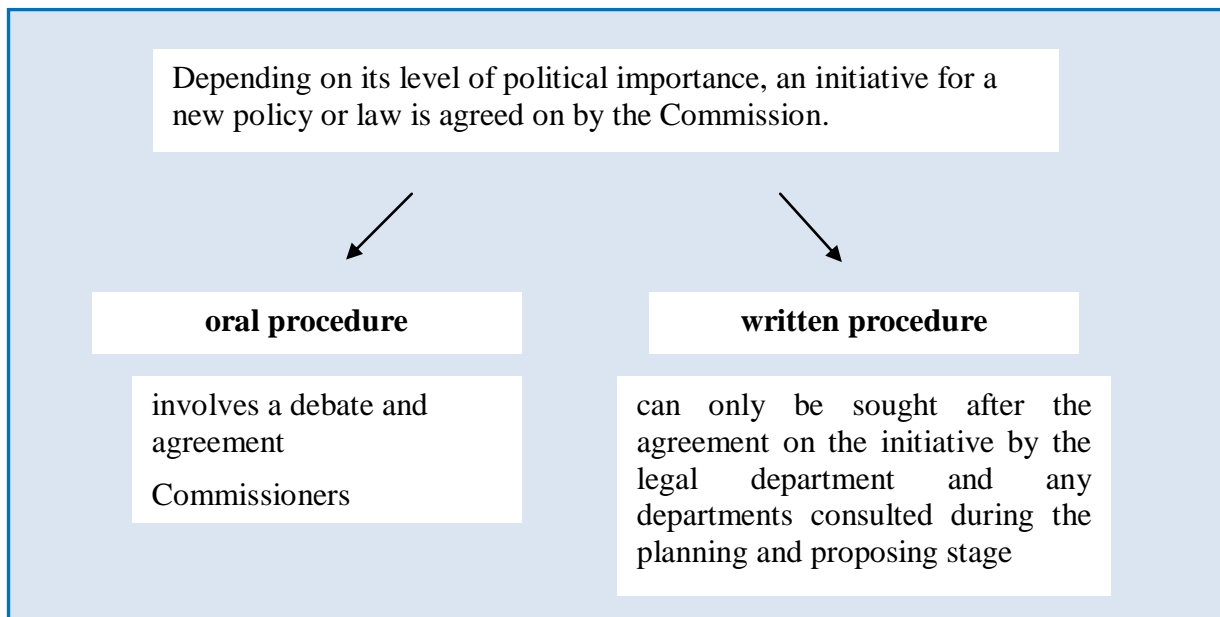 Depending on its level of political importance, an initiative for a
new policy or law is agreed on by the Commission.
oral procedure
involves a debate and
agreement
Commissioners
written procedure
can only be sought after the
agreement on the initiative by the
legal department and any
departments consulted during the
planning and proposing stage